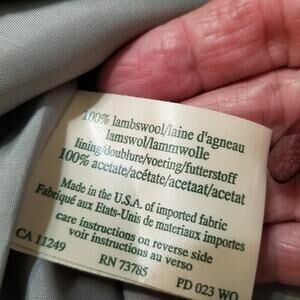 100% lambswool/laine d'agneau
lamswol/lammwolle
lining/doublure/voering/futterstoff
100% acetate/acétate/acetaat/acetat
Made in the U.S.A. of imported fabric
Fabriqué aux Etats-Unis de materiaux importes
care instructions on reverse side
voir instructions au verso
CA 11249 RN 73785 PD 023 WO